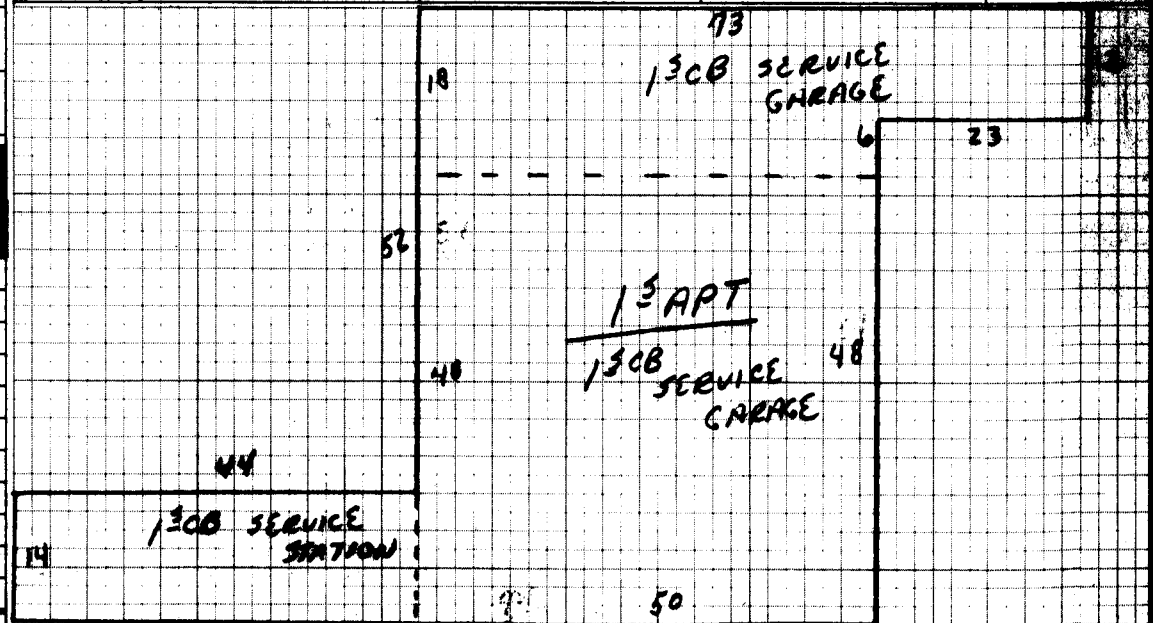 73
18
1 S CB SERVICE
GARAGE
6
23
52
1 S APT
1 S CB
SERVICE
GARAGE
48
48
44
1 S CB SERVICE
STATION
14
50